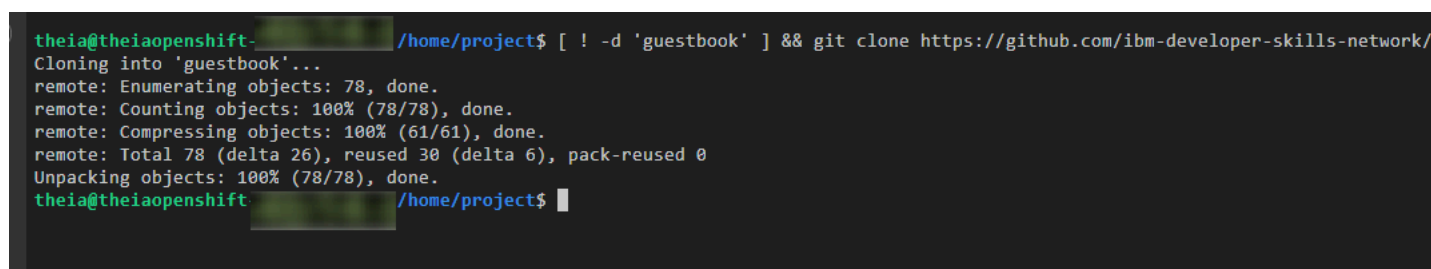 theia@theiaopenshift- /home/project$ [ ! -d 'guestbook' ] && git clone https://github.com/ibm-developer-skills-network/
Cloning into 'guestbook'...
remote: Enumerating objects: 78, done.
remote: Counting objects: 100% (78/78), done.
remote: Compressing objects: 100% (61/61), done.
remote: Total 78 (delta 26), reused 30 (delta 6), pack-reused 0
Unpacking objects: 100% (78/78), done.
theia@theiaopenshift- /home/project$